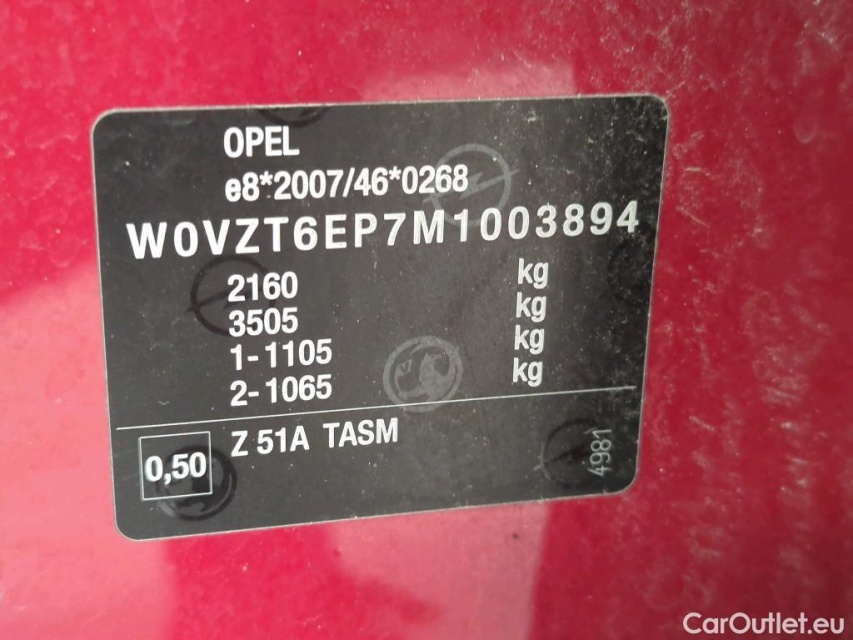 OPEL
e8*2007/46*0268
W0VZT6EP7M1003894
2160 kg
3505 kg
1-1105 kg
2-1065 kg
0,50 Z 51A TASM
4981
CarOutlet.eu